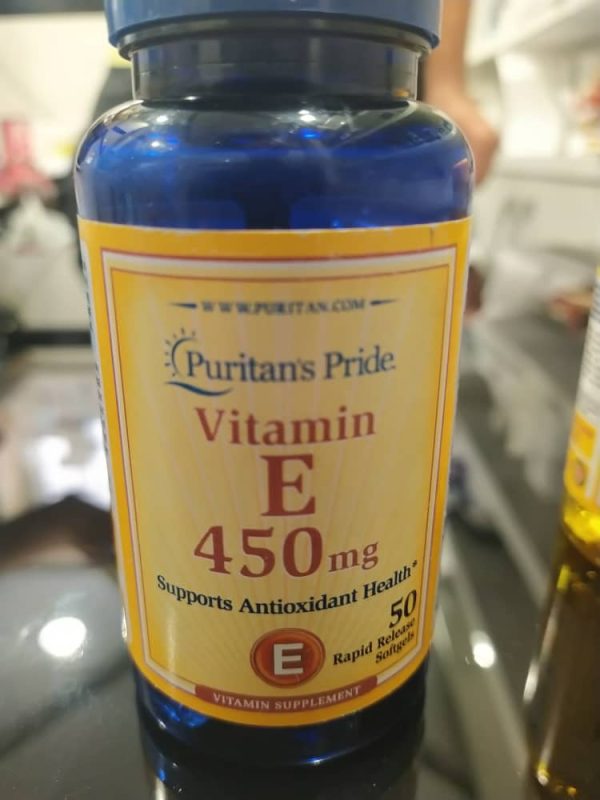 WWW.PURITAN.COM
Puritan's Pride
Vitamin
E
450mg
Supports Antioxidant Health*
50
Rapid Release
Softgels
E
VITAMIN SUPPLEMENT